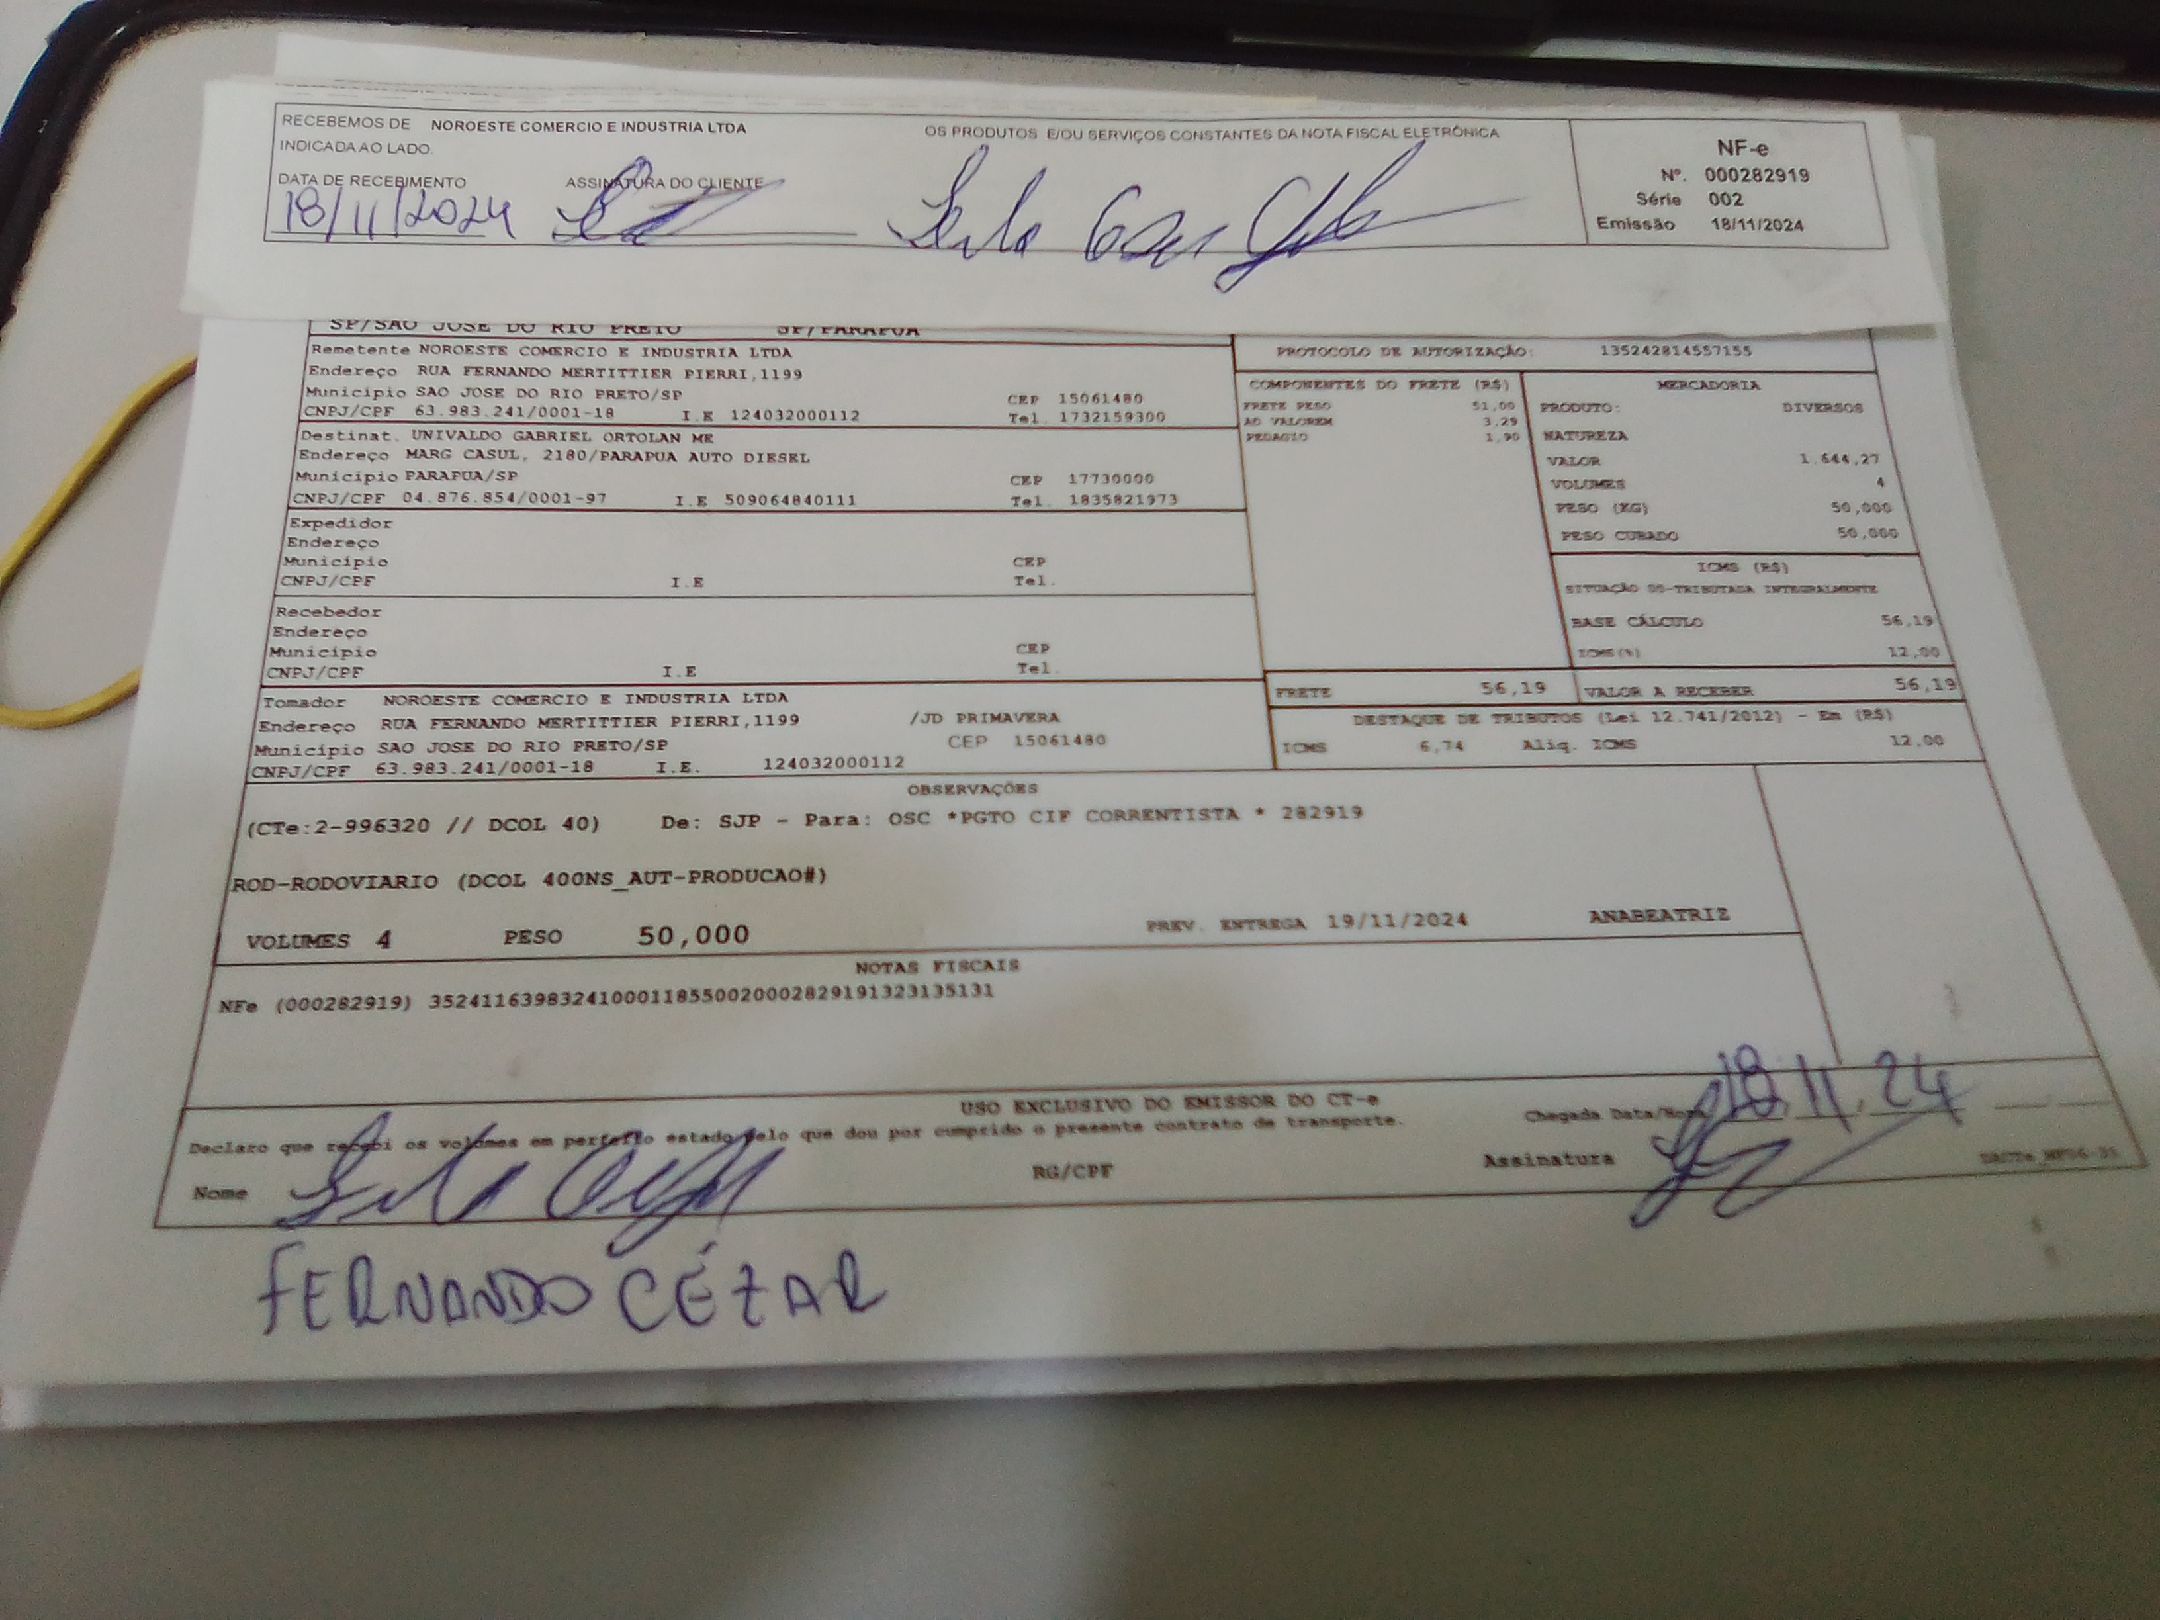 RECEBEMOS DE NOROESTE COMERCIO E INDUSTRIA LTDA OS PRODUTOS E/OU SERVIÇOS CONSTANTES DA NOTA FISCAL ELETRÔNICA
INDICADA AO LADO.
DATA DE RECEBIMENTO ASSINATURA DO CLIENTE
18/11/2024
NF-e
Nº. 000282919
Série 002
Emissão 18/11/2024
SP/SAO JOSE DO RIO PRETO SP/PARAPUA
Remetente NOROESTE COMERCIO E INDUSTRIA LTDA
Endereço RUA FERNANDO MERTITTIER PIERRI,1199
Município SAO JOSE DO RIO PRETO/SP CEP 15061480
CNPJ/CPF 63.983.241/0001-18 I.E 124032000112 Tel. 1732159300
Destinat. UNIVALDO GABRIEL ORTOLAN ME
Endereço MARG CASUL, 2180/PARAPUA AUTO DIESEL
Município PARAPUA/SP CEP 17730000
CNPJ/CPF 04.876.854/0001-97 I.E 509064840111 Tel. 1835821973
Expedidor
Endereço
Município CEP
CNPJ/CPF I.E Tel.
Recebedor
Endereço
Município CEP
CNPJ/CPF I.E Tel.
Tomador NOROESTE COMERCIO E INDUSTRIA LTDA
Endereço RUA FERNANDO MERTITTIER PIERRI,1199 /JD PRIMAVERA
Município SAO JOSE DO RIO PRETO/SP CEP 15061480
CNPJ/CPF 63.983.241/0001-18 I.E. 124032000112
PROTOCOLO DE AUTORIZAÇÃO: 135242814557155
COMPONENTES DO FRETE (R$)
FRETE PESO 51,00
AD VALOREM 3,29
PEDAGIO 1,90
MERCADORIA
PRODUTO: DIVERSOS
NATUREZA
VALOR 1.644,27
VOLUMES 4
PESO (KG) 50,000
PESO CUBADO 50,000
ICMS (R$)
SITUAÇÃO 00-TRIBUTADA INTEGRALMENTE
BASE CÁLCULO 56,19
ICMS(%) 12,00
FRETE 56,19 VALOR A RECEBER 56,19
DESTAQUE DE TRIBUTOS (Lei 12.741/2012) - Em (R$)
ICMS 6,74 Aliq. ICMS 12,00
OBSERVAÇÕES
(CTe:2-996320 // DCOL 40) De: SJP - Para: OSC *PGTO CIF CORRENTISTA * 282919
ROD-RODOVIARIO (DCOL 400NS_AUT-PRODUCAO#)
VOLUMES 4 PESO 50,000 PREV. ENTREGA 19/11/2024 ANABEATRIZ
NOTAS FISCAIS
NFe (000282919) 35241163983241000118550020002829191323135131
USO EXCLUSIVO DO EMISSOR DO CT-e
Declaro que recebi os volumes em perfeito estado pelo que dou por cumprido o presente contrato de transporte.
Chegada Data/Hora 18.11.24
Nome RG/CPF Assinatura
FERNANDO CÉZAR